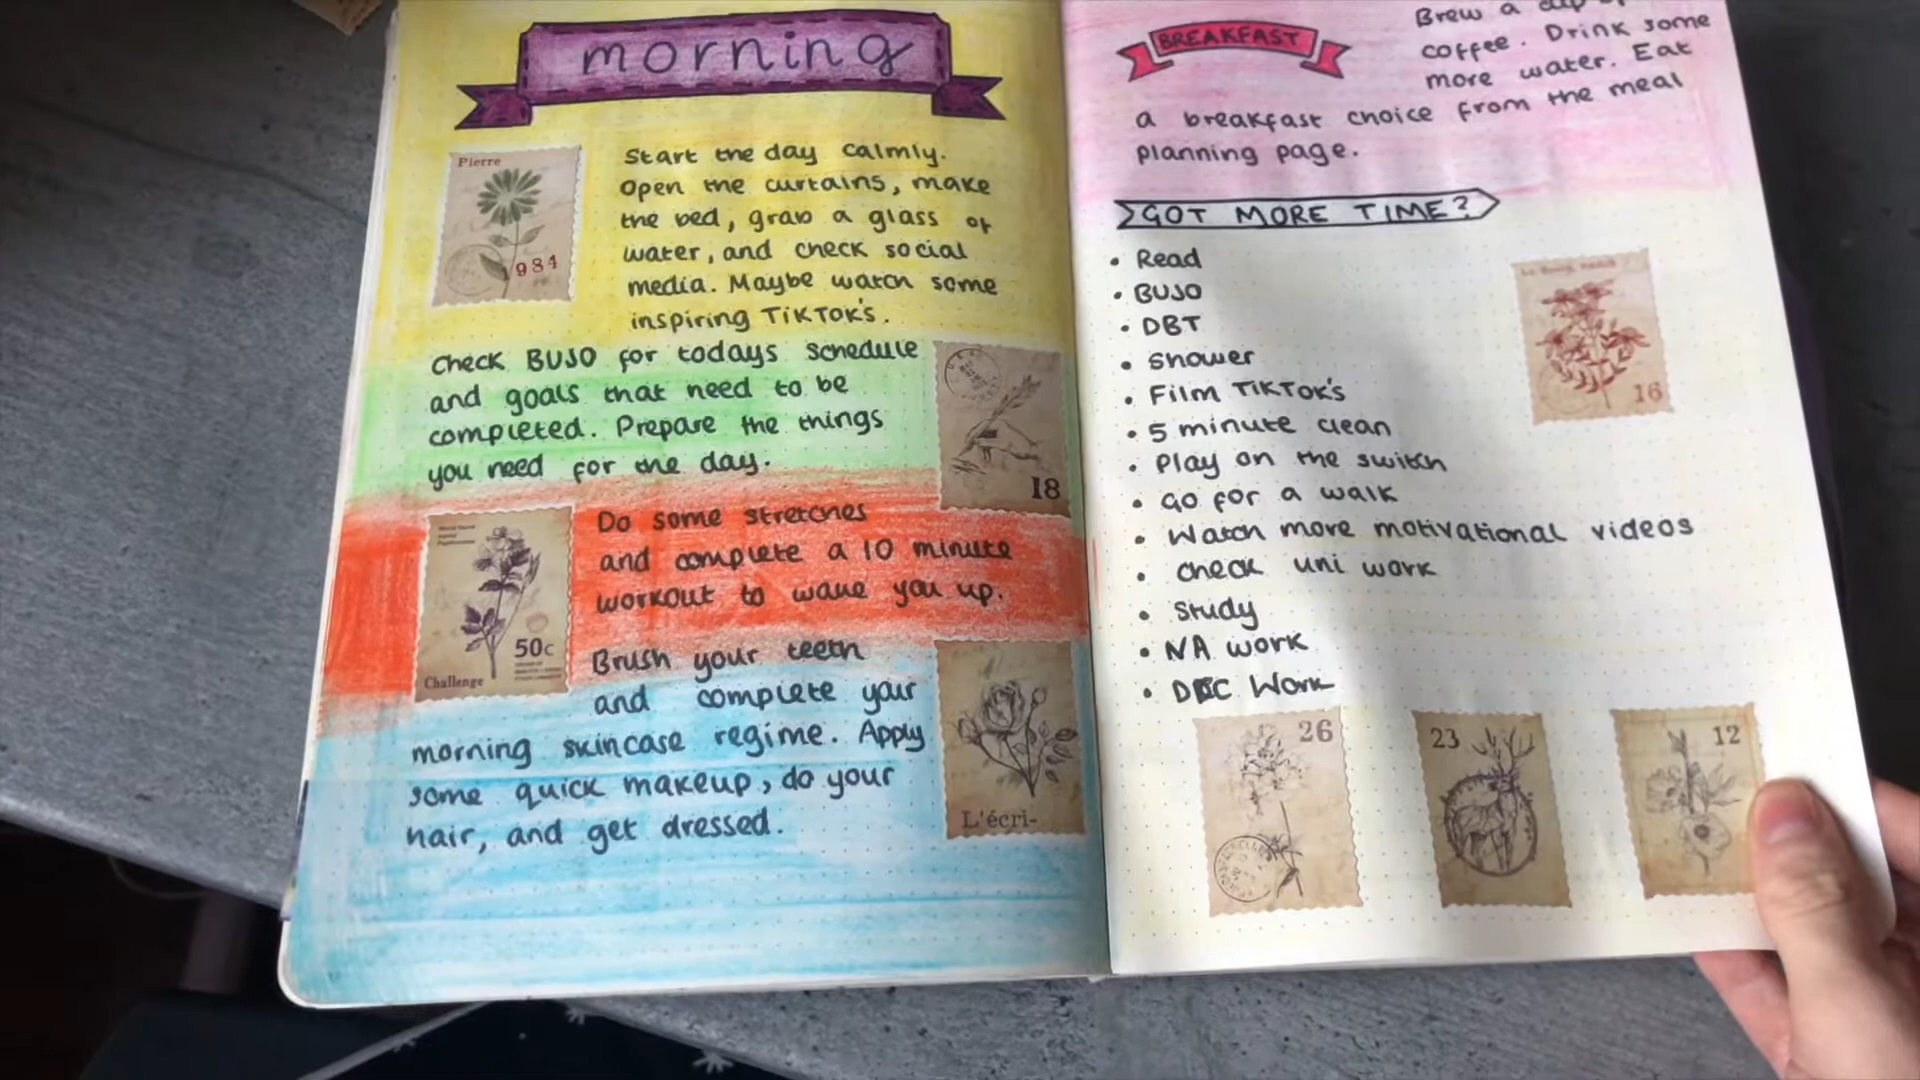 morning
Pierre
1984
Start the day calmly.
Open the curtains, make
the bed, grab a glass of
water, and check social
media. Maybe watch some
inspiring TikTok's.
Check BUJO for todays schedule
and goals that need to be
completed. Prepare the things
you need for the day.
18
Do some stretches
and complete a 10 minute
workout to wake you up.
50c
Challenge
Brush your teeth
and complete your
morning skincase regime. Apply
some quick makeup, do your
hair, and get dressed.
L'écri-
BREAKFAST
Brew a cup of
coffee. Drink some
more water. Eat
a breakfast choice from the meal
planning page.
GOT MORE TIME?
• Read
• BUJO
• DBT
• Shower
• Film TikTok's
• 5 minute clean
• Play on the switch
• Go for a walk
• Watch more motivational videos
• Check uni work
• Study
• NA work
• Work
16
26
23
12